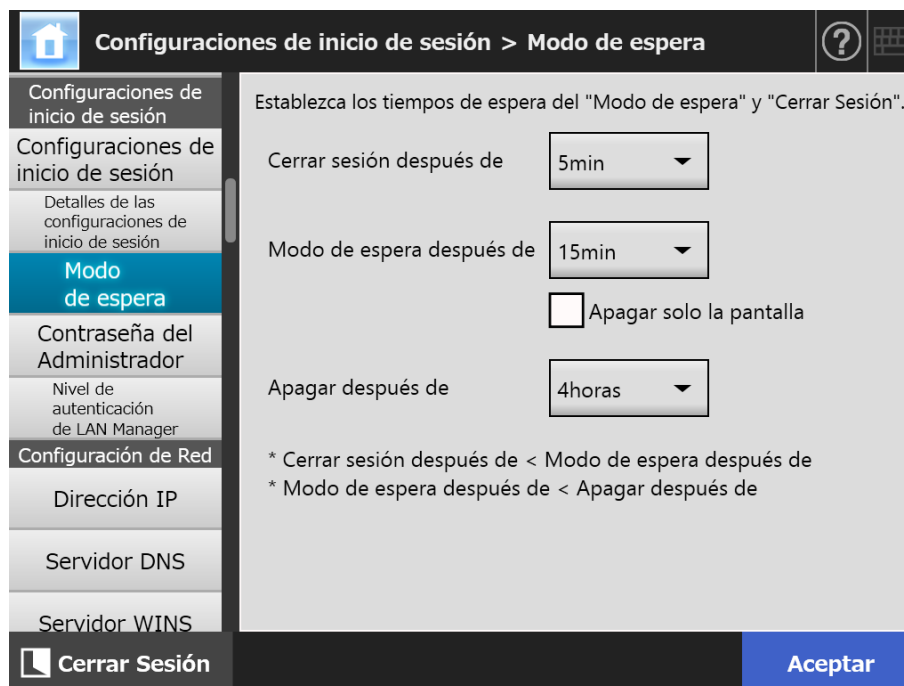 Configuraciones de inicio de sesión > Modo de espera
?
Configuraciones de
inicio de sesión
Configuraciones de
inicio de sesión
Detalles de las
configuraciones de
inicio de sesión
Modo
de espera
Contraseña del
Administrador
Nivel de
autenticación
de LAN Manager
Configuración de Red
Dirección IP
Servidor DNS
Servidor WINS
Establezca los tiempos de espera del "Modo de espera" y "Cerrar Sesión".
Cerrar sesión después de
5min
Modo de espera después de
15min
Apagar solo la pantalla
Apagar después de
4horas
* Cerrar sesión después de < Modo de espera después de
* Modo de espera después de < Apagar después de
Cerrar Sesión
Aceptar